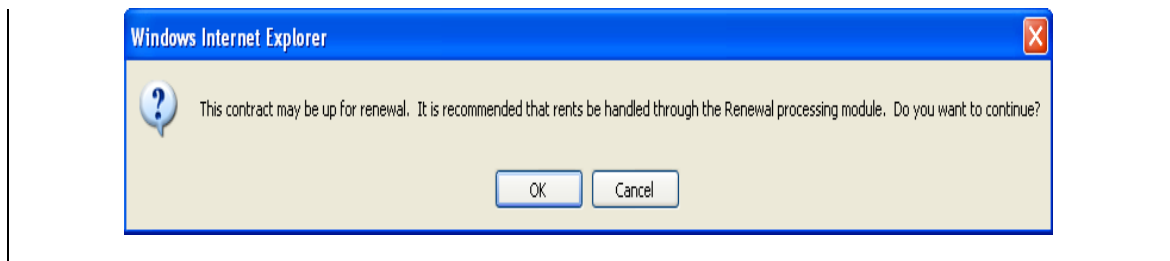 Windows Internet Explorer
This contract may be up for renewal.  It is recommended that rents be handled through the Renewal processing module.  Do you want to continue?
OK
Cancel